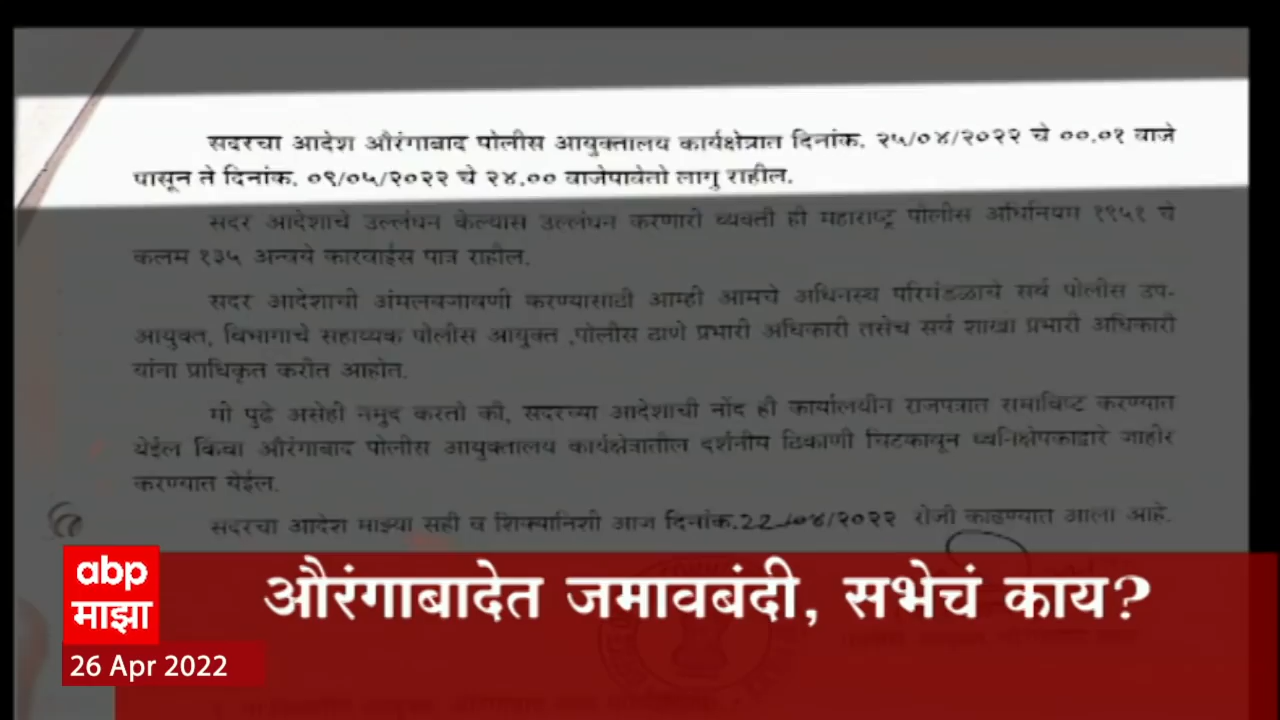 सदरचा आदेश औरंगाबाद पोलीस आयुक्तालय कार्यक्षेत्रात दिनांक. २५/०४/२०२२ चे ००.०१ वाजे
पासून ते दिनांक. ०९/०५/२०२२ चे २४.०० वाजेपावेतो लागु राहील.
सदर आदेशाचे उल्लंघन केल्यास उल्लंघन करणारी व्यक्ती ही महाराष्ट्र पोलीस अधिनियम १९५१ चे
कलम १३५ अन्वये कारवाईस पात्र राहील.
सदर आदेशाची अंमलबजावणी करण्यासाठी आम्ही आमचे अधिनस्थ परिमंडळाचे सर्व पोलीस उप-
आयुक्त, विभागाचे सहाय्यक पोलीस आयुक्त ,पोलीस ठाणे प्रभारी अधिकारी तसेच सर्व शाखा प्रभारी अधिकारी
यांना प्राधिकृत करीत आहोत.
मी पुढे असेही नमुद करतो की, सदरच्या आदेशाची नोंद ही कार्यालयीन राजपत्रात समाविष्ट करण्यात
येईल किंवा औरंगाबाद पोलीस आयुक्तालय कार्यक्षेत्रातील दर्शनीय ठिकाणी चिटकावून ध्वनिक्षेपकाद्वारे जाहीर
करण्यात येईल.
सदरचा आदेश माझ्या सही व शिक्क्यानिशी आज दिनांक.22/०४/२०२२ रोजी काढण्यात आला आहे.
abp
माझा
औरंगाबादेत जमावबंदी, सभेचं काय?
26 Apr 2022